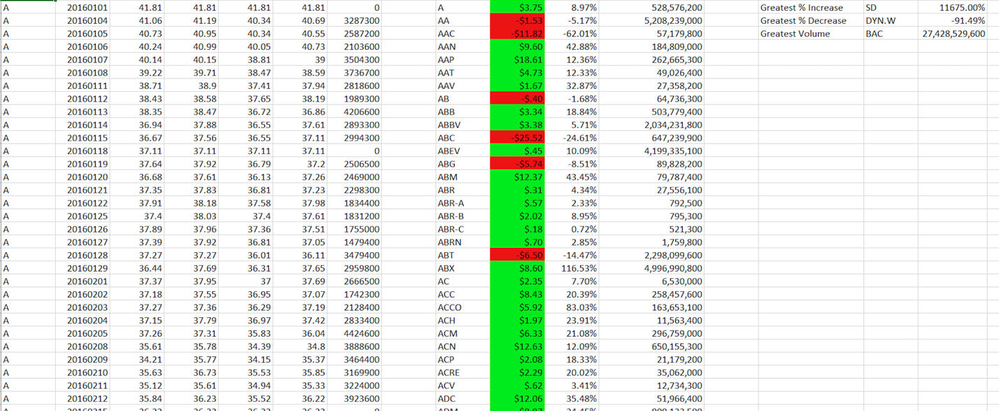 A 20160101 41.81 41.81 41.81 41.81 0 A $3.75 8.97% 528,576,200 Greatest % Increase SD 11675.00%
A 20160104 41.06 41.19 40.34 40.69 3287300 AA -$1.53 -5.17% 5,208,239,000 Greatest % Decrease DYN.W -91.49%
A 20160105 40.73 40.95 40.34 40.55 2587200 AAC -$11.82 -62.01% 57,179,800 Greatest Volume BAC 27,428,529,600
A 20160106 40.24 40.99 40.05 40.73 2103600 AAN $9.60 42.88% 184,809,000
A 20160107 40.14 40.15 38.81 39 3504300 AAP $18.61 12.36% 262,665,300
A 20160108 39.22 39.71 38.47 38.59 3736700 AAT $4.73 12.33% 49,026,400
A 20160111 38.71 38.9 37.41 37.94 2818600 AAV $1.67 32.87% 27,358,200
A 20160112 38.43 38.58 37.65 38.19 1989300 AB -$.40 -1.68% 64,736,300
A 20160113 38.35 38.47 36.72 36.86 4206600 ABB $3.34 18.84% 503,779,400
A 20160114 36.94 37.88 36.55 37.61 2893300 ABBV $3.38 5.71% 2,034,231,800
A 20160115 36.67 37.56 36.55 37.11 2994300 ABC -$25.52 -24.61% 647,239,900
A 20160118 37.11 37.11 37.11 37.11 0 ABEV $.45 10.09% 4,199,335,100
A 20160119 37.64 37.92 36.79 37.2 2506500 ABG -$5.74 -8.51% 89,828,200
A 20160120 36.68 37.61 36.13 37.26 2469000 ABM $12.37 43.45% 79,787,400
A 20160121 37.35 37.83 36.81 37.23 2298300 ABR $.31 4.34% 27,556,100
A 20160122 37.91 38.18 37.58 37.98 1834400 ABR-A $.57 2.33% 792,500
A 20160125 37.4 38.03 37.4 37.61 1831200 ABR-B $2.02 8.95% 795,300
A 20160126 37.89 37.96 37.36 37.51 1755000 ABR-C $.18 0.72% 521,300
A 20160127 37.39 37.92 36.81 37.05 1479400 ABRN $.70 2.85% 1,759,800
A 20160128 37.27 37.27 36.01 36.11 3479400 ABT -$6.50 -14.47% 2,298,099,600
A 20160129 36.44 37.69 36.31 37.65 2959800 ABX $8.60 116.53% 4,996,990,800
A 20160201 37.37 37.95 37 37.69 2666500 AC $2.35 7.70% 6,530,000
A 20160202 37.18 37.55 36.95 37.07 1742300 ACC $8.43 20.39% 258,457,600
A 20160203 37.27 37.36 36.29 37.19 2128400 ACCO $5.92 83.03% 163,653,100
A 20160204 37.15 37.79 36.97 37.42 2833400 ACH $1.97 23.91% 11,563,400
A 20160205 37.26 37.31 35.83 36.04 4424600 ACM $6.33 21.08% 296,759,000
A 20160208 35.61 35.78 34.39 34.8 3888600 ACN $12.63 12.09% 650,155,300
A 20160209 34.21 35.77 34.15 35.37 3464400 ACP $2.08 18.33% 21,179,200
A 20160210 35.63 36.73 35.53 35.85 3169900 ACRE $2.29 20.02% 35,062,000
A 20160211 35.12 35.61 34.94 35.33 3224000 ACV $.62 3.41% 12,734,300
A 20160212 35.84 36.23 35.52 36.22 3923600 ADC $12.06 35.48% 51,966,400